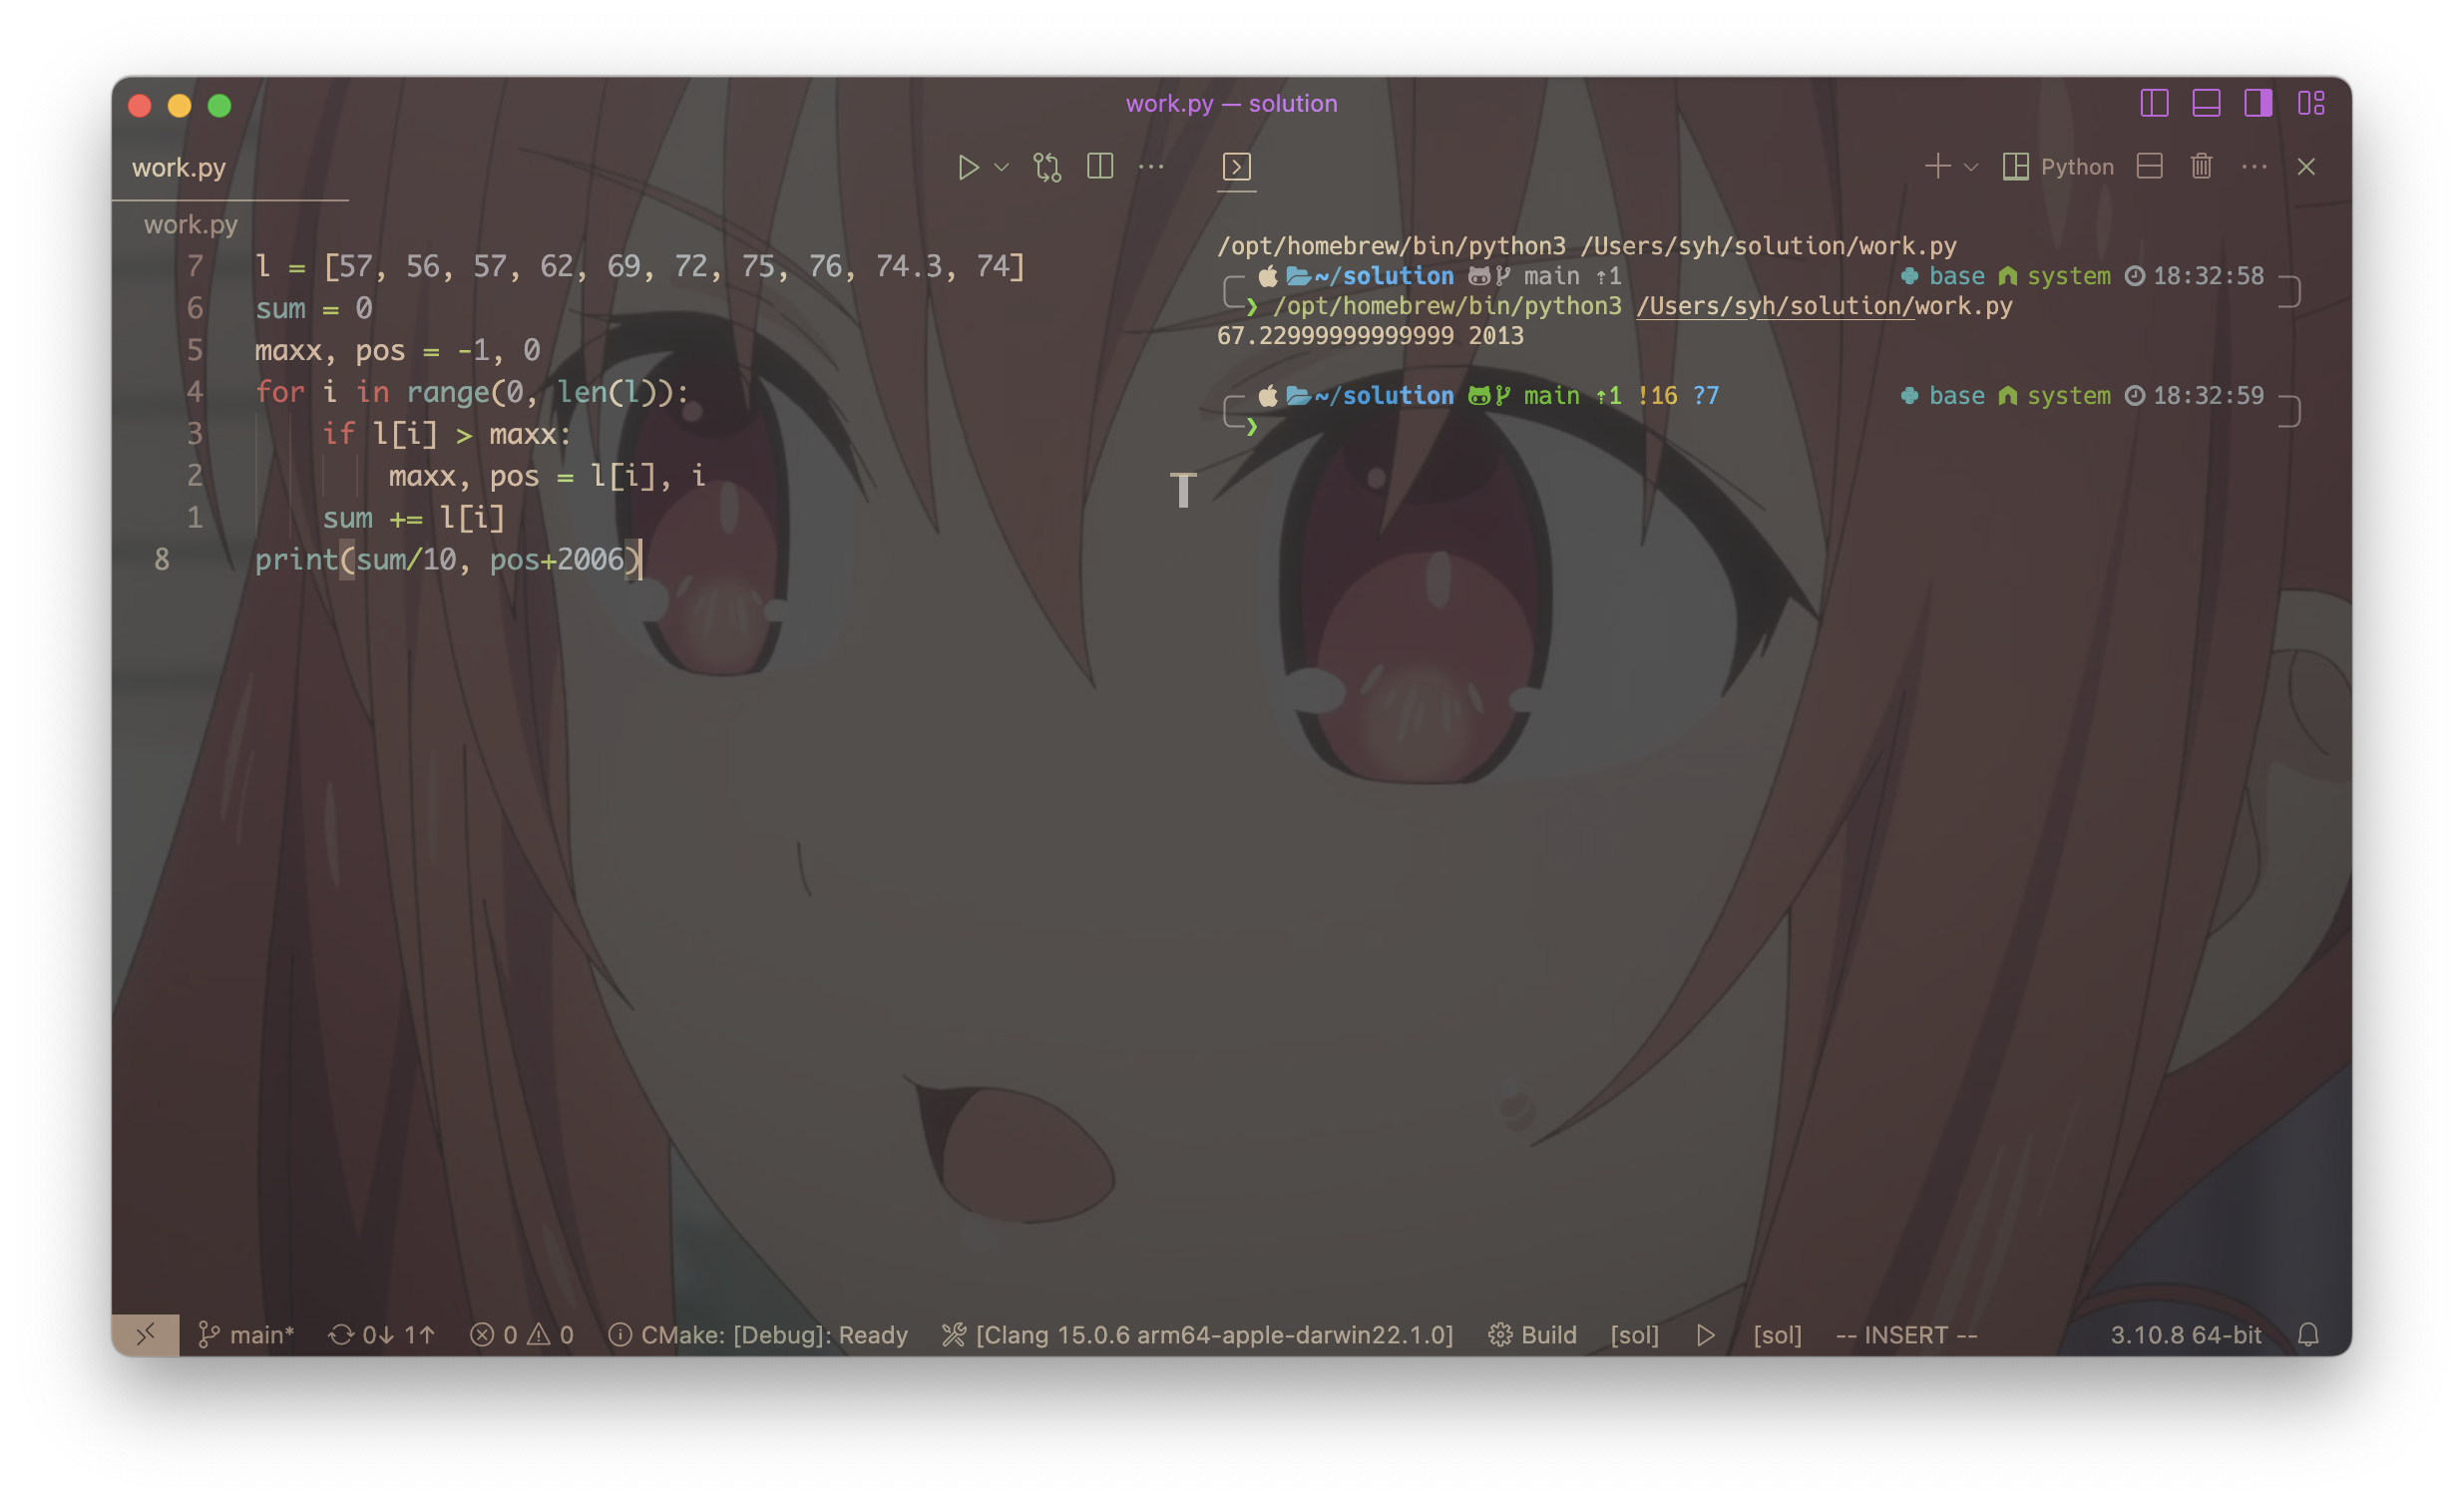 work.py — solution
work.py
Python
work.py
7 l = [57, 56, 57, 62, 69, 72, 75, 76, 74.3, 74]
6 sum = 0
5 maxx, pos = -1, 0
4 for i in range(0, len(l)):
3 if l[i] > maxx:
2 maxx, pos = l[i], i
1 sum += l[i]
8 print(sum/10, pos+2006)
/opt/homebrew/bin/python3 /Users/syh/solution/work.py
~/solution main ⇡1 base system 18:32:58
❯ /opt/homebrew/bin/python3 /Users/syh/solution/work.py
67.22999999999999 2013
~/solution main ⇡1 !16 ?7 base system 18:32:59
❯
main* 0↓ 1↑ 0 0 CMake: [Debug]: Ready [Clang 15.0.6 arm64-apple-darwin22.1.0] Build [sol] [sol] -- INSERT -- 3.10.8 64-bit